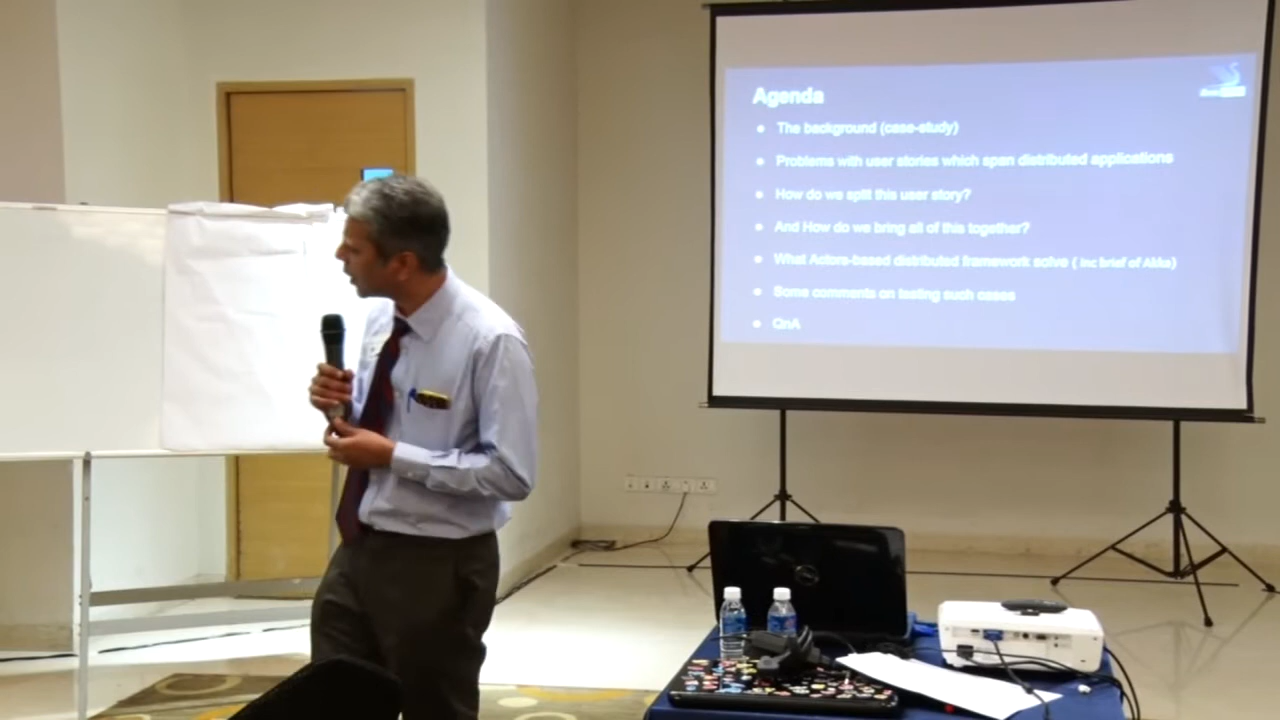 Agenda
The background (case-study)
Problems with user stories which span distributed applications
How do we split this user story?
And How do we bring all of this together?
What Actors-based distributed framework solve ( inc brief of Akka)
Some comments on testing such cases
QnA